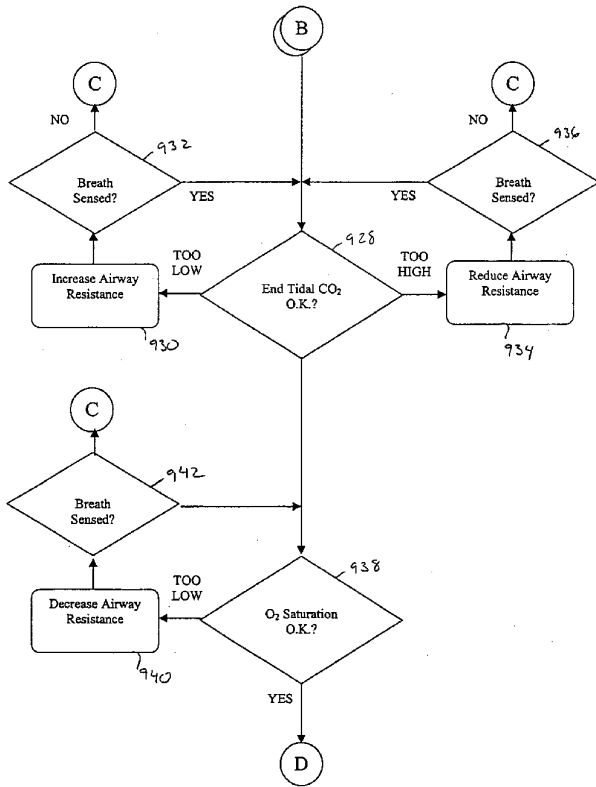 B
C
C
NO
932
NO
936
Breath
Sensed?
YES
YES
Breath
Sensed?
928
TOO
LOW
TOO
HIGH
Increase Airway
Resistance
930
End Tidal CO₂
O.K.?
Reduce Airway
Resistance
934
C
942
Breath
Sensed?
938
TOO
LOW
Decrease Airway
Resistance
940
O₂ Saturation
O.K.?
YES
D